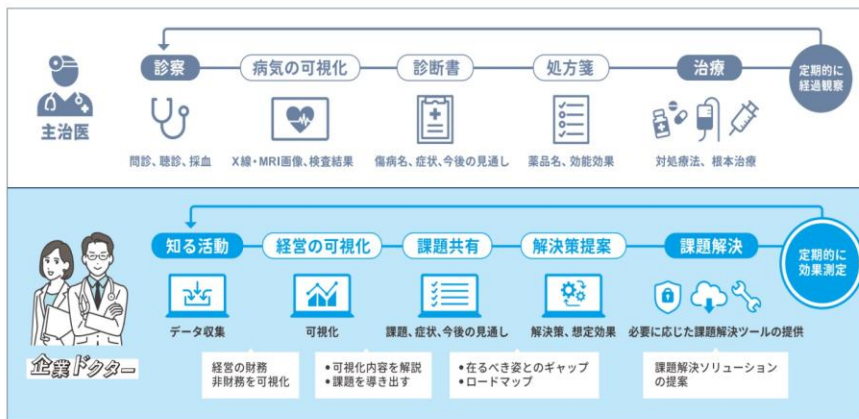 診察
病気の可視化
診断書
処方箋
治療
定期的に
経過観察
主治医
問診、聴診、採血
X線・MRI画像、検査結果
傷病名、症状、今後の見通し
薬品名、効能効果
対処療法、根本治療
知る活動
経営の可視化
課題共有
解決策提案
課題解決
定期的に
効果測定
データ収集
可視化
課題、症状、今後の見通し
解決策、想定効果
必要に応じた課題解決ツールの提供
企業ドクター
経営の財務
非財務を可視化
•可視化内容を解説
•課題を導き出す
•在るべき姿とのギャップ
•ロードマップ
課題解決ソリューション
の提案